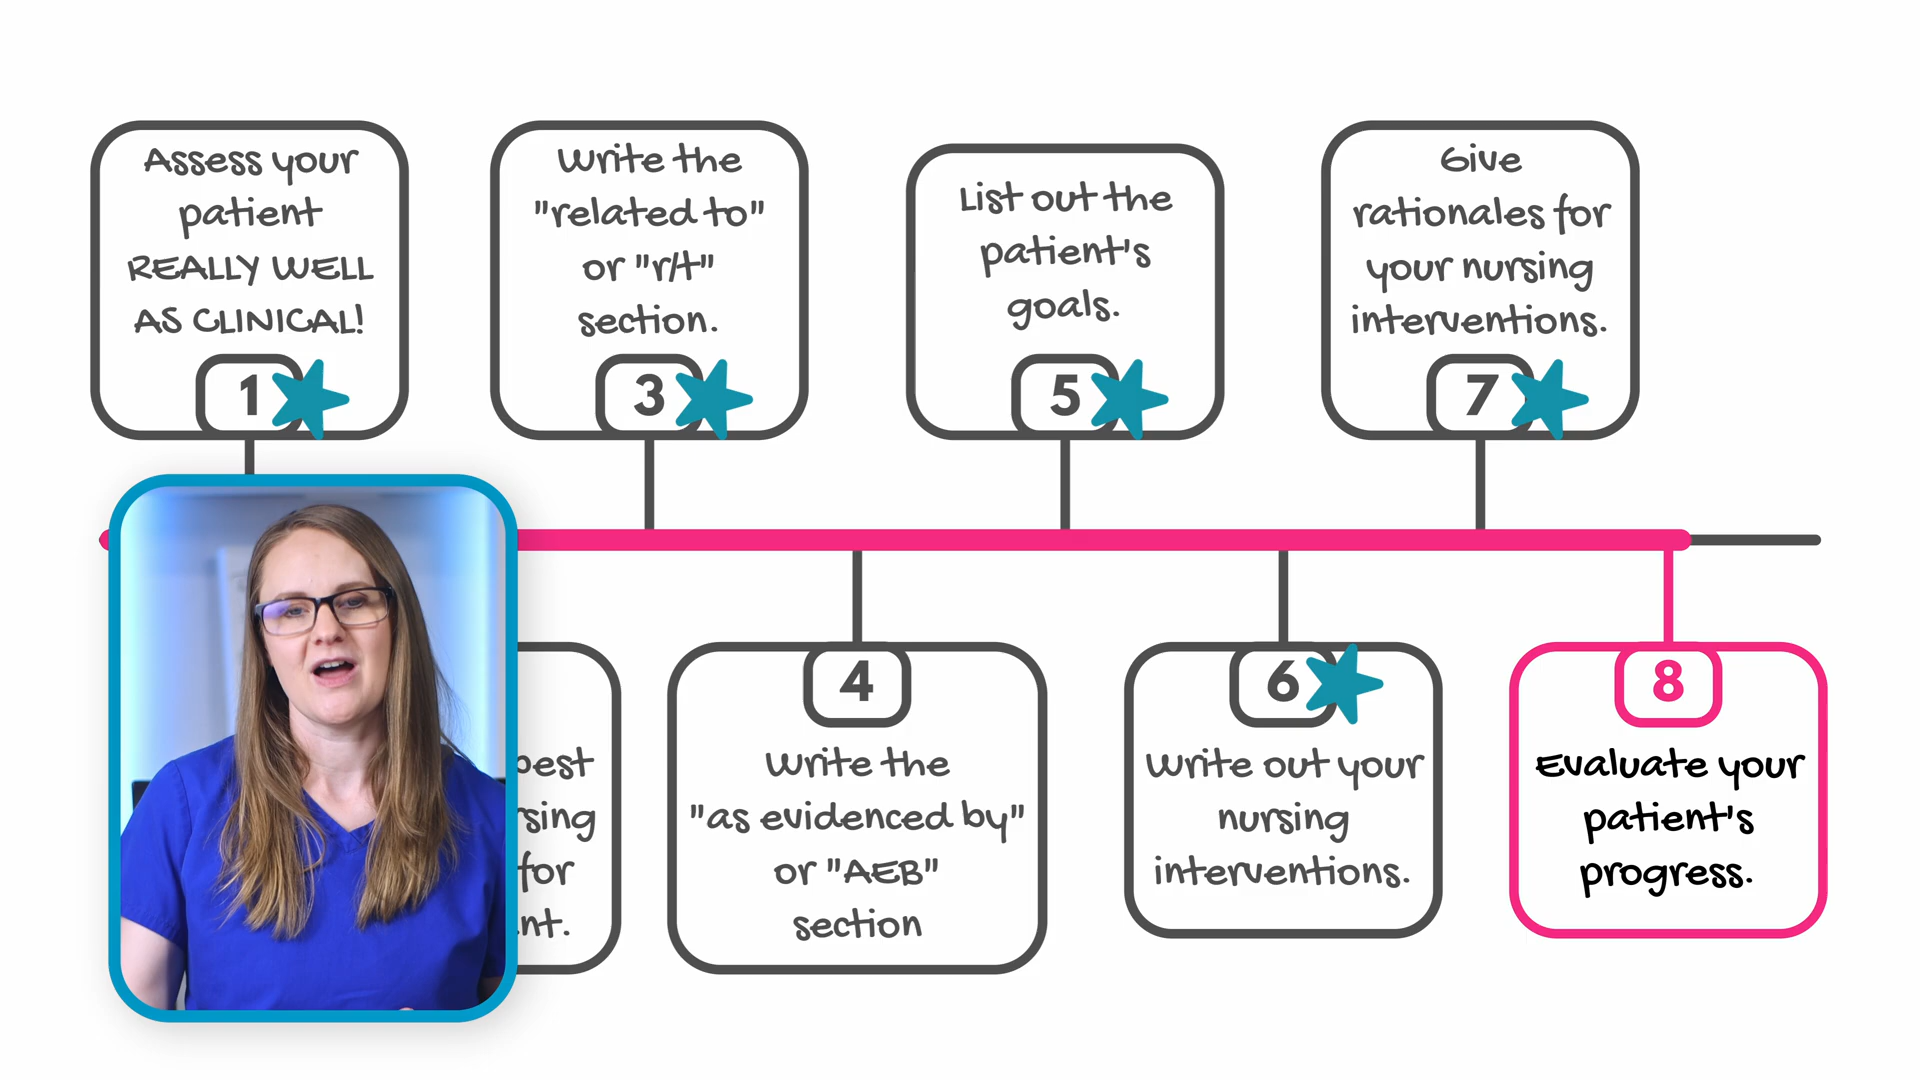 Assess your
patient
REALLY WELL
AS CLINICAL!
1
Write the
"related to"
or "r/t"
section.
3
List out the
patient's
goals.
5
Give
rationales for
your nursing
interventions.
7
best
for
4
Write the
"as evidenced by"
or "AEB"
section
6
Write out your
nursing
interventions.
8
Evaluate your
patient's
progress.